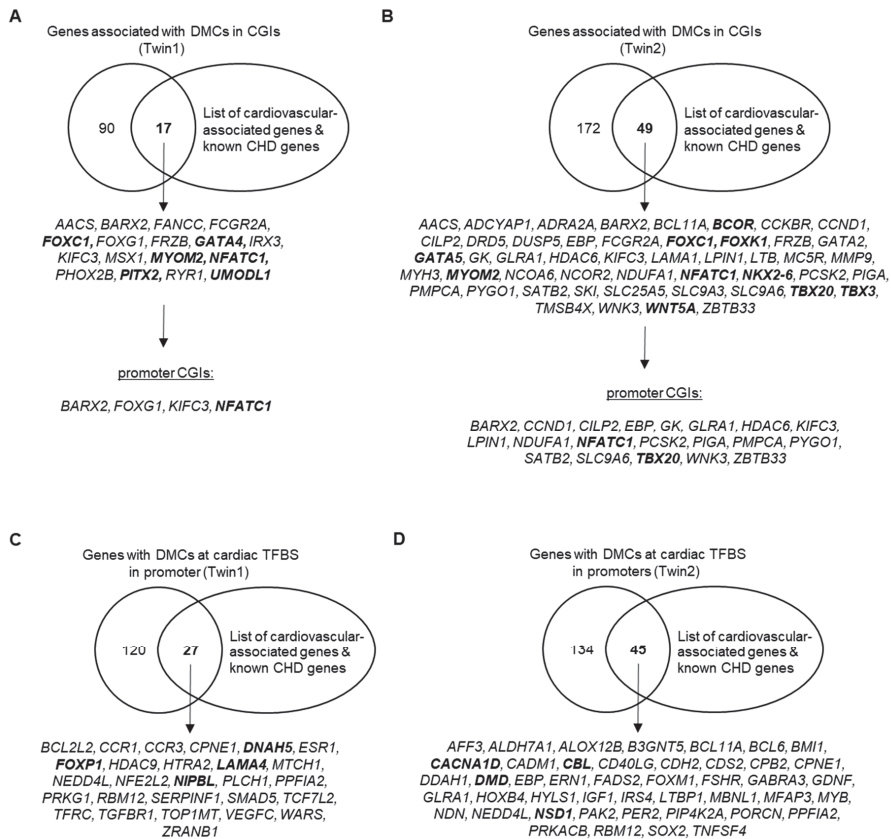 A
Genes associated with DMCs in CGIs
(Twin1)
90
17
List of cardiovascular-
associated genes &
known CHD genes
AACS, BARX2, FANCC, FCGR2A,
FOXC1, FOXG1, FRZB, GATA4, IRX3,
KIFC3, MSX1, MYOM2, NFATC1,
PHOX2B, PITX2, RYR1, UMODL1
promoter CGIs:
BARX2, FOXG1, KIFC3, NFATC1
B
Genes associated with DMCs in CGIs
(Twin2)
172
49
List of cardiovascular-
associated genes &
known CHD genes
AACS, ADCYAP1, ADRA2A, BARX2, BCL11A, BCOR, CCKBR, CCND1,
CILP2, DRD5, DUSP5, EBP, FCGR2A, FOXC1, FOXK1, FRZB, GATA2,
GATA5, GK, GLRA1, HDAC6, KIFC3, LAMA1, LPIN1, LTB, MC5R, MMP9,
MYH3, MYOM2, NCOA6, NCOR2, NDUFA1, NFATC1, NKX2-6, PCSK2, PIGA,
PMPCA, PYGO1, SATB2, SKI, SLC25A5, SLC9A3, SLC9A6, TBX20, TBX3,
TMSB4X, WNK3, WNT5A, ZBTB33
promoter CGIs:
BARX2, CCND1, CILP2, EBP, GK, GLRA1, HDAC6, KIFC3,
LPIN1, NDUFA1, NFATC1, PCSK2, PIGA, PMPCA, PYGO1,
SATB2, SLC9A6, TBX20, WNK3, ZBTB33
C
Genes with DMCs at cardiac TFBS
in promoter (Twin1)
120
27
List of cardiovascular-
associated genes &
known CHD genes
BCL2L2, CCR1, CCR3, CPNE1, DNAH5, ESR1,
FOXP1, HDAC9, HTRA2, LAMA4, MTCH1,
NEDD4L, NFE2L2, NIPBL, PLCH1, PPFIA2,
PRKG1, RBM12, SERPINF1, SMAD5, TCF7L2,
TFRC, TGFBR1, TOP1MT, VEGFC, WARS,
ZRANB1
D
Genes with DMCs at cardiac TFBS
in promoters (Twin2)
134
45
List of cardiovascular-
associated genes &
known CHD genes
AFF3, ALDH7A1, ALOX12B, B3GNT5, BCL11A, BCL6, BMI1,
CACNA1D, CADM1, CBL, CD40LG, CDH2, CDS2, CPB2, CPNE1,
DDAH1, DMD, EBP, ERN1, FADS2, FOXM1, FSHR, GABRA3, GDNF,
GLRA1, HOXB4, HYLS1, IGF1, IRS4, LTBP1, MBNL1, MFAP3, MYB,
NDN, NEDD4L, NSD1, PAK2, PER2, PIP4K2A, PORCN, PPFIA2,
PRKACB, RBM12, SOX2, TNFSF4